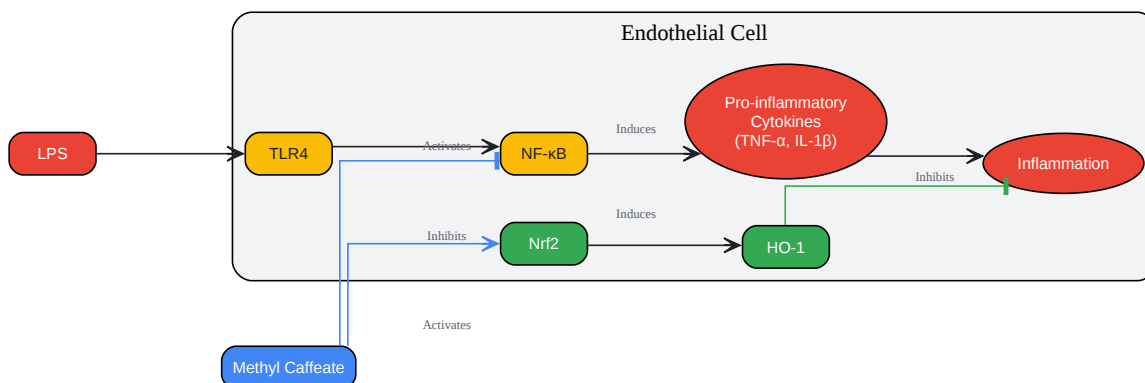 Endothelial Cell
Pro-inflammatory
Cytokines
(TNF-α, IL-1β)
Induces
LPS
TLR4
Activates
NF-κB
Inflammation
Inhibits
Induces
Inhibits
Nrf2
HO-1
Activates
Methyl Caffeate